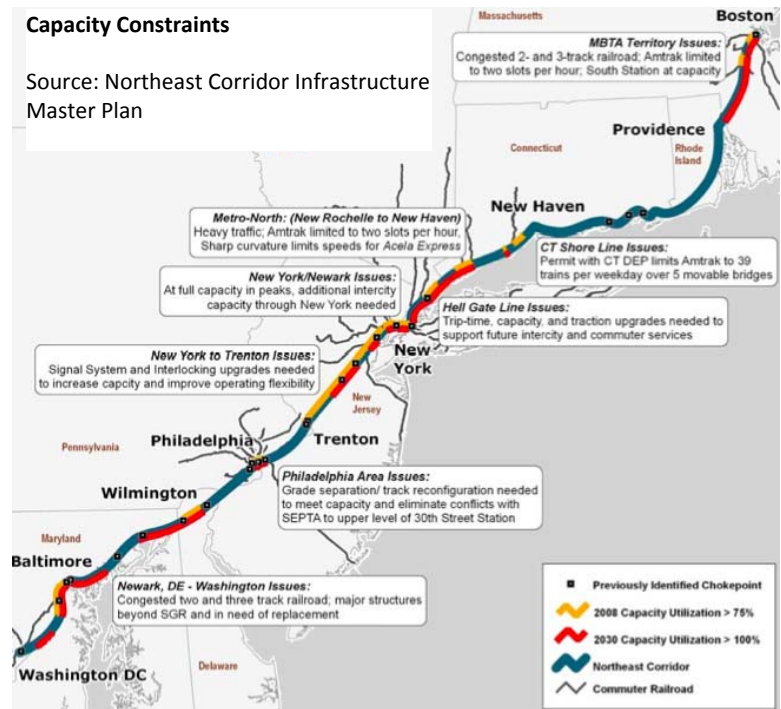 Capacity Constraints
Source: Northeast Corridor Infrastructure
Master Plan
Massachusetts
Boston
MBTA Territory Issues:
Congested 2- and 3-track railroad; Amtrak limited
to two slots per hour; South Station at capacity
Providence
Rhode
Island
Connecticut
New Haven
Metro-North: (New Rochelle to New Haven)
Heavy traffic; Amtrak limited to two slots per hour,
Sharp curvature limits speeds for Acela Express
CT Shore Line Issues:
Permit with CT DEP limits Amtrak to 39
trains per weekday over 5 movable bridges
New York/Newark Issues:
At full capacity in peaks, additional intercity
capacity through New York needed
Hell Gate Line Issues:
Trip-time, capacity, and traction upgrades needed to
support future intercity and commuter services
New York to Trenton Issues:
Signal System and Interlocking upgrades needed
to increase capcity and improve operating flexibility
New
York
New
Jersey
Pennsylvania
Philadelphia
Trenton
Philadelphia Area Issues:
Grade separation/ track reconfiguration needed
to meet capacity and eliminate conflicts with
SEPTA to upper level of 30th Street Station
Wilmington
Maryland
Baltimore
Newark, DE - Washington Issues:
Congested two and three track railroad; major structures
beyond SGR and in need of replacement
Washington DC
Delaware
Previously Identified Chokepoint
2008 Capacity Utilization > 75%
2030 Capacity Utilization > 100%
Northeast Corridor
Commuter Railroad